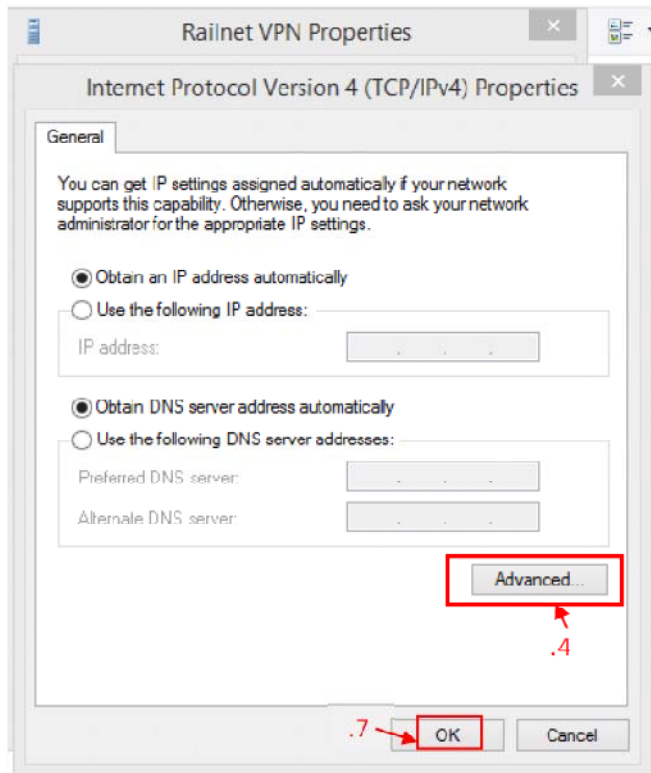 Railnet VPN Properties
Internet Protocol Version 4 (TCP/IPv4) Properties
General
You can get IP settings assigned automatically if your network
supports this capability. Otherwise, you need to ask your network
administrator for the appropriate IP settings.
Obtain an IP address automatically
Use the following IP address:
IP address:
Obtain DNS server address automatically
Use the following DNS server addresses:
Preferred DNS server:
Alternate DNS server:
Advanced...
.4
.7
OK
Cancel